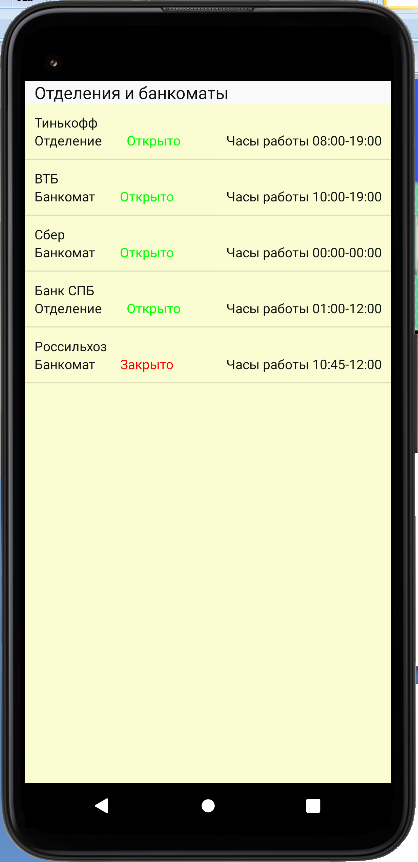 Отделения и банкоматы
Тинькофф
Отделение Открыто Часы работы 08:00-19:00
ВТБ
Банкомат Открыто Часы работы 10:00-19:00
Сбер
Банкомат Открыто Часы работы 00:00-00:00
Банк СПБ
Отделение Открыто Часы работы 01:00-12:00
Россильхоз
Банкомат Закрыто Часы работы 10:45-12:00